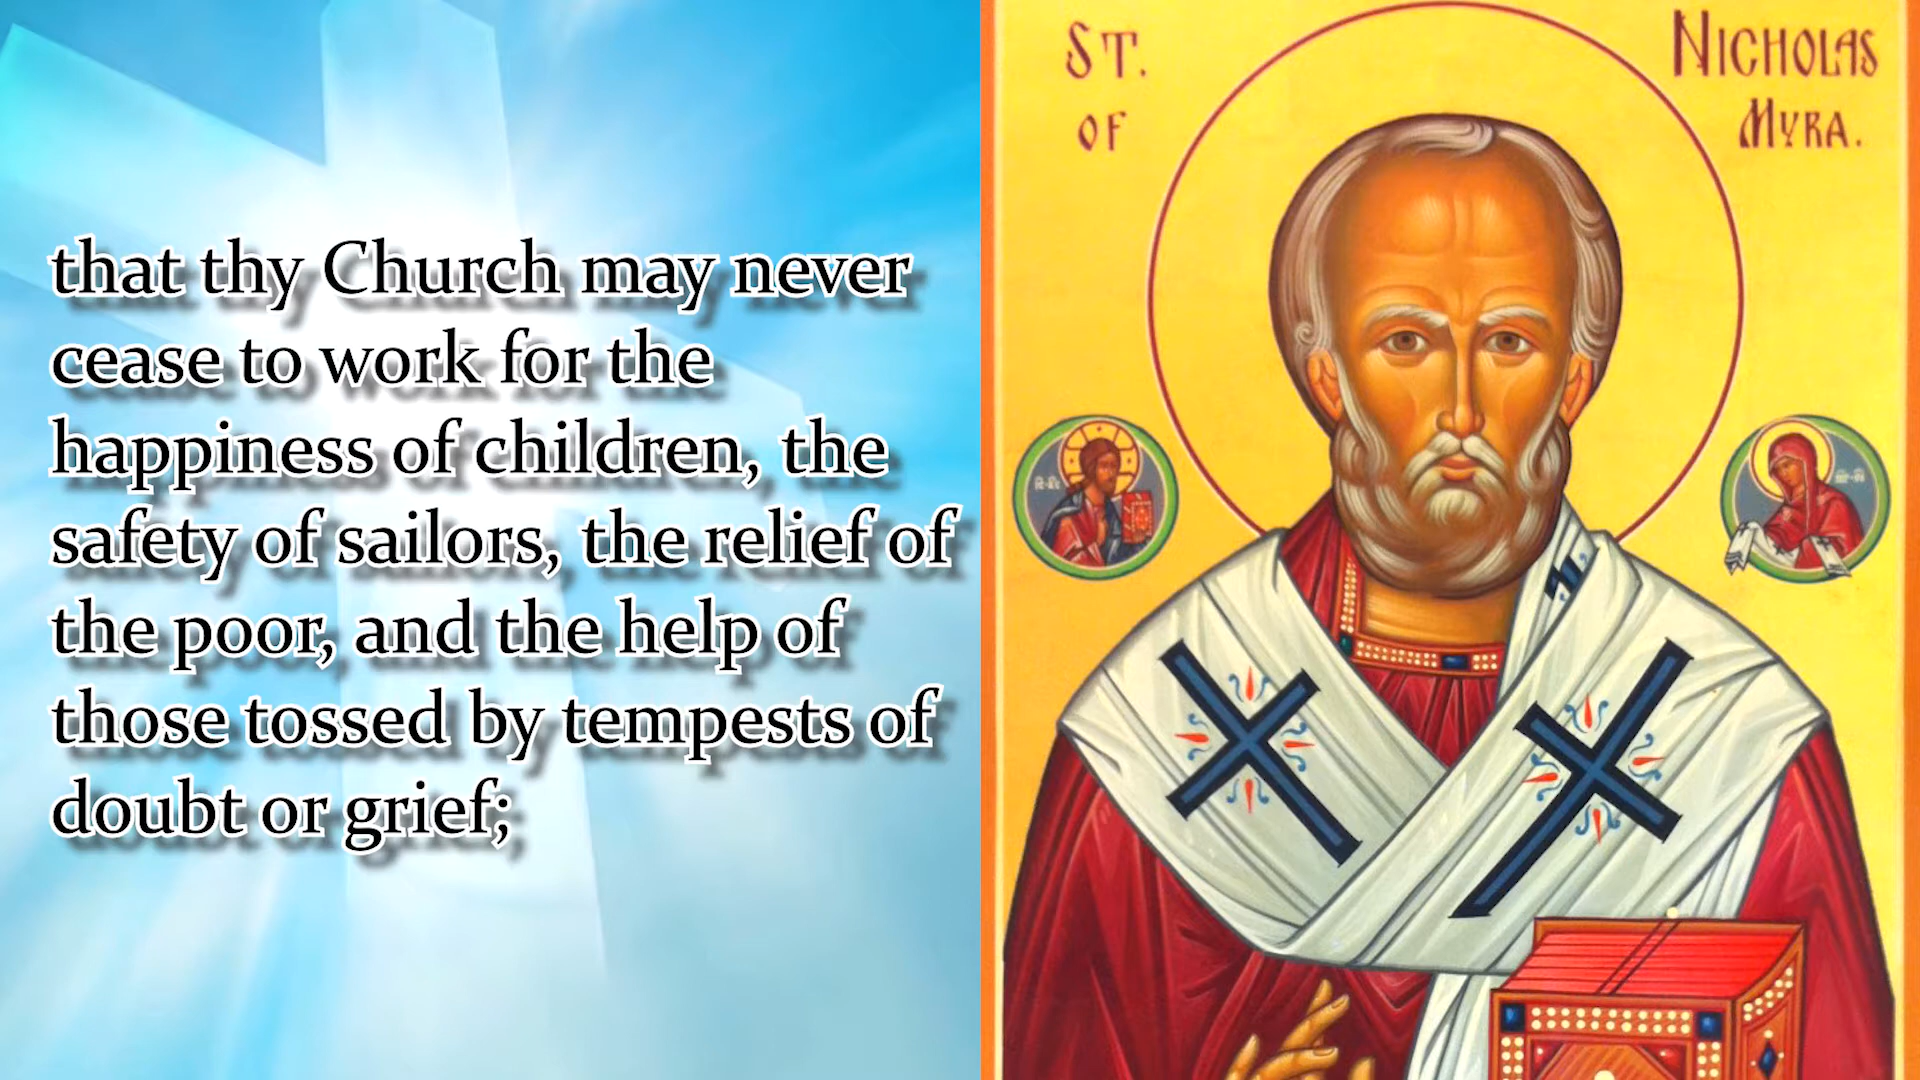 that thy Church may never
cease to work for the
happiness of children, the
safety of sailors, the relief of
the poor, and the help of
those tossed by tempests of
doubt or grief;
ST. NICHOLAS
OF MYRA.